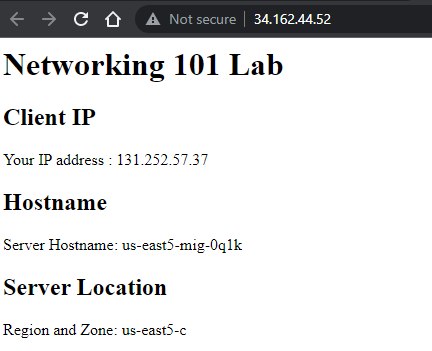 Not secure | 34.162.44.52
Networking 101 Lab
Client IP
Your IP address : 131.252.57.37
Hostname
Server Hostname: us-east5-mig-0q1k
Server Location
Region and Zone: us-east5-c